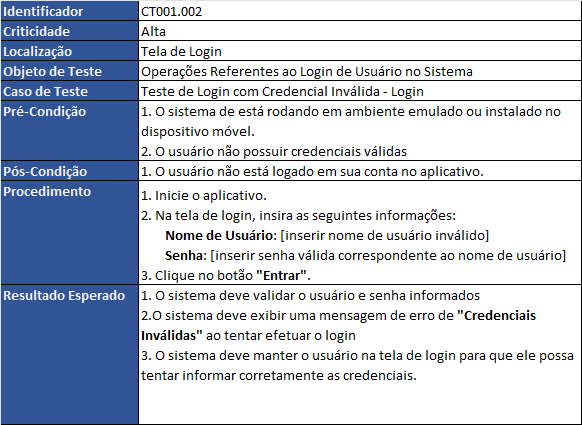 Identificador CT001.002
Criticidade Alta
Localização Tela de Login
Objeto de Teste Operações Referentes ao Login de Usuário no Sistema
Caso de Teste Teste de Login com Credencial Inválida - Login
Pré-Condição 1. O sistema de está rodando em ambiente emulado ou instalado no
dispositivo móvel.
2. O usuário não possuir credenciais válidas
Pós-Condição 1. O usuário não está logado em sua conta no aplicativo.
Procedimento 1. Inicie o aplicativo.
2. Na tela de login, insira as seguintes informações:
Nome de Usuário: [inserir nome de usuário inválido]
Senha: [inserir senha válida correspondente ao nome de usuário]
3. Clique no botão "Entrar".
Resultado Esperado 1. O sistema deve validar o usuário e senha informados
2.O sistema deve exibir uma mensagem de erro de "Credenciais
Inválidas" ao tentar efetuar o login
3. O sistema deve manter o usuário na tela de login para que ele possa
tentar informar corretamente as credenciais.